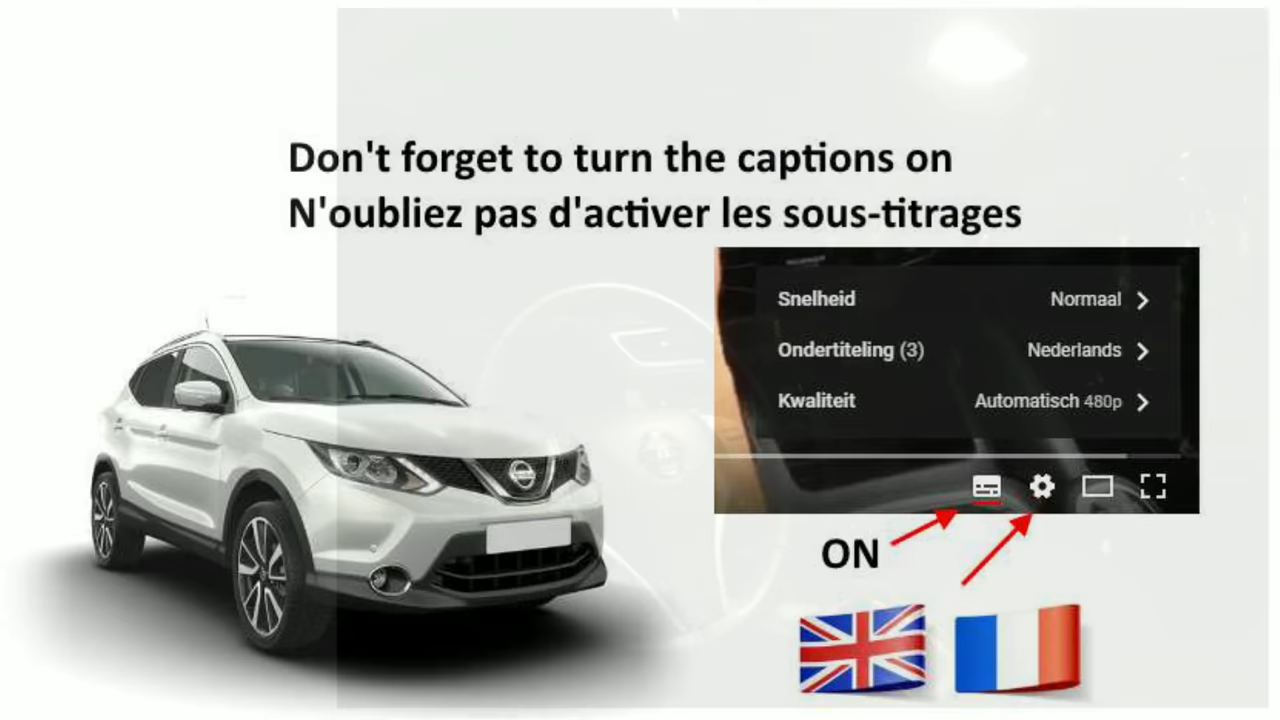 Don't forget to turn the captions on
N'oubliez pas d'activer les sous-titrages
Snelheid Normaal
Ondertiteling (3) Nederlands
Kwaliteit Automatisch 480p
ON